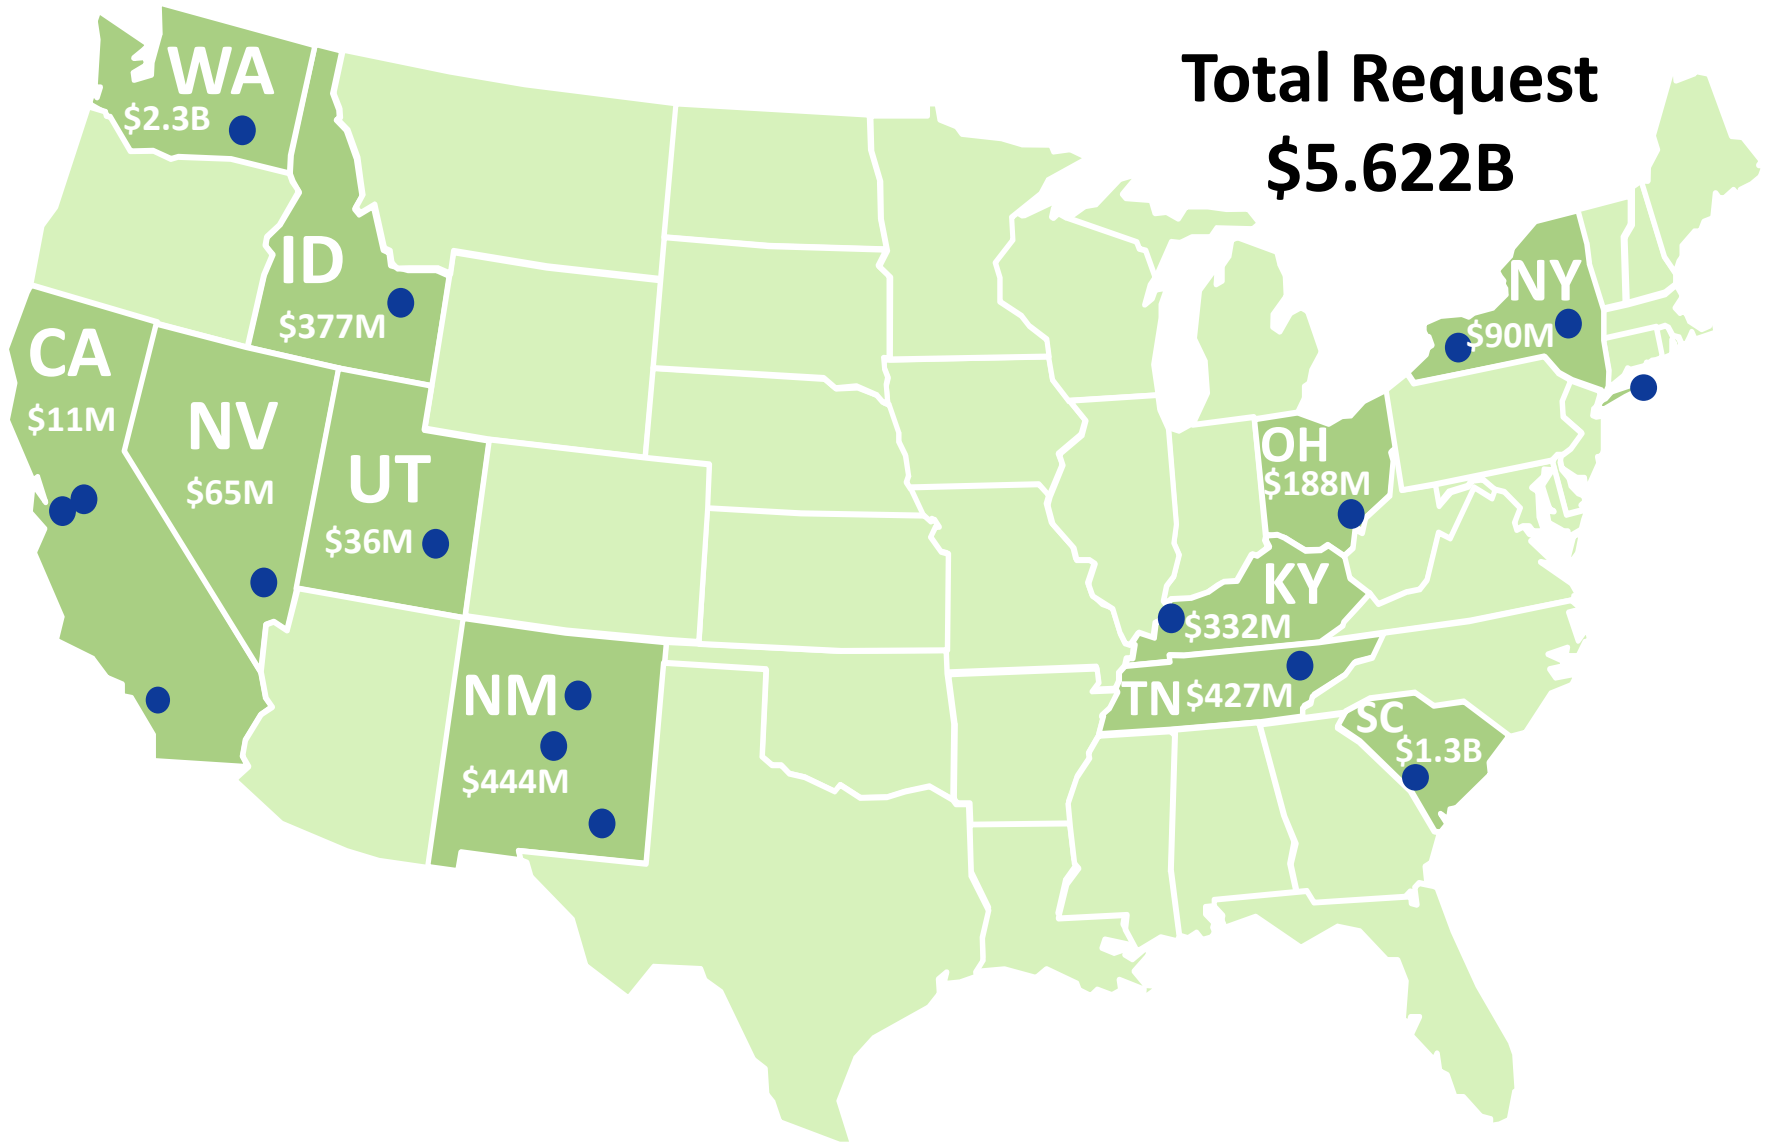 Total Request
$5.622B
WA
$2.3B
ID
$377M
CA
$11M
NV
$65M
UT
$36M
NM
$444M
NY
$90M
OH
$188M
KY
$332M
TN $427M
SC
$1.3B